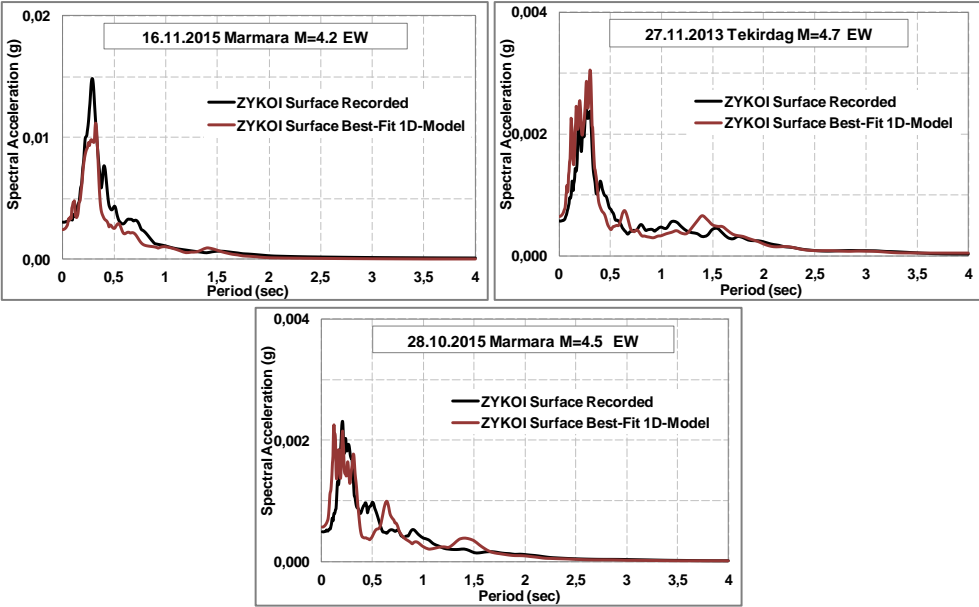 0,02
16.11.2015 Marmara M=4.2 EW
ZYKOI Surface Recorded
ZYKOI Surface Best-Fit 1D-Model
0,01
0,00
Spectral Acceleration (g)
0 0,5 1 1,5 2 2,5 3 3,5 4
Period (sec)
0,004
27.11.2013 Tekirdag M=4.7 EW
ZYKOI Surface Recorded
ZYKOI Surface Best-Fit 1D-Model
0,002
0,000
Spectral Acceleration (g)
0 0,5 1 1,5 2 2,5 3 3,5 4
Period (sec)
0,004
28.10.2015 Marmara M=4.5 EW
ZYKOI Surface Recorded
ZYKOI Surface Best-Fit 1D-Model
0,002
0,000
Spectral Acceleration (g)
0 0,5 1 1,5 2 2,5 3 3,5 4
Period (sec)